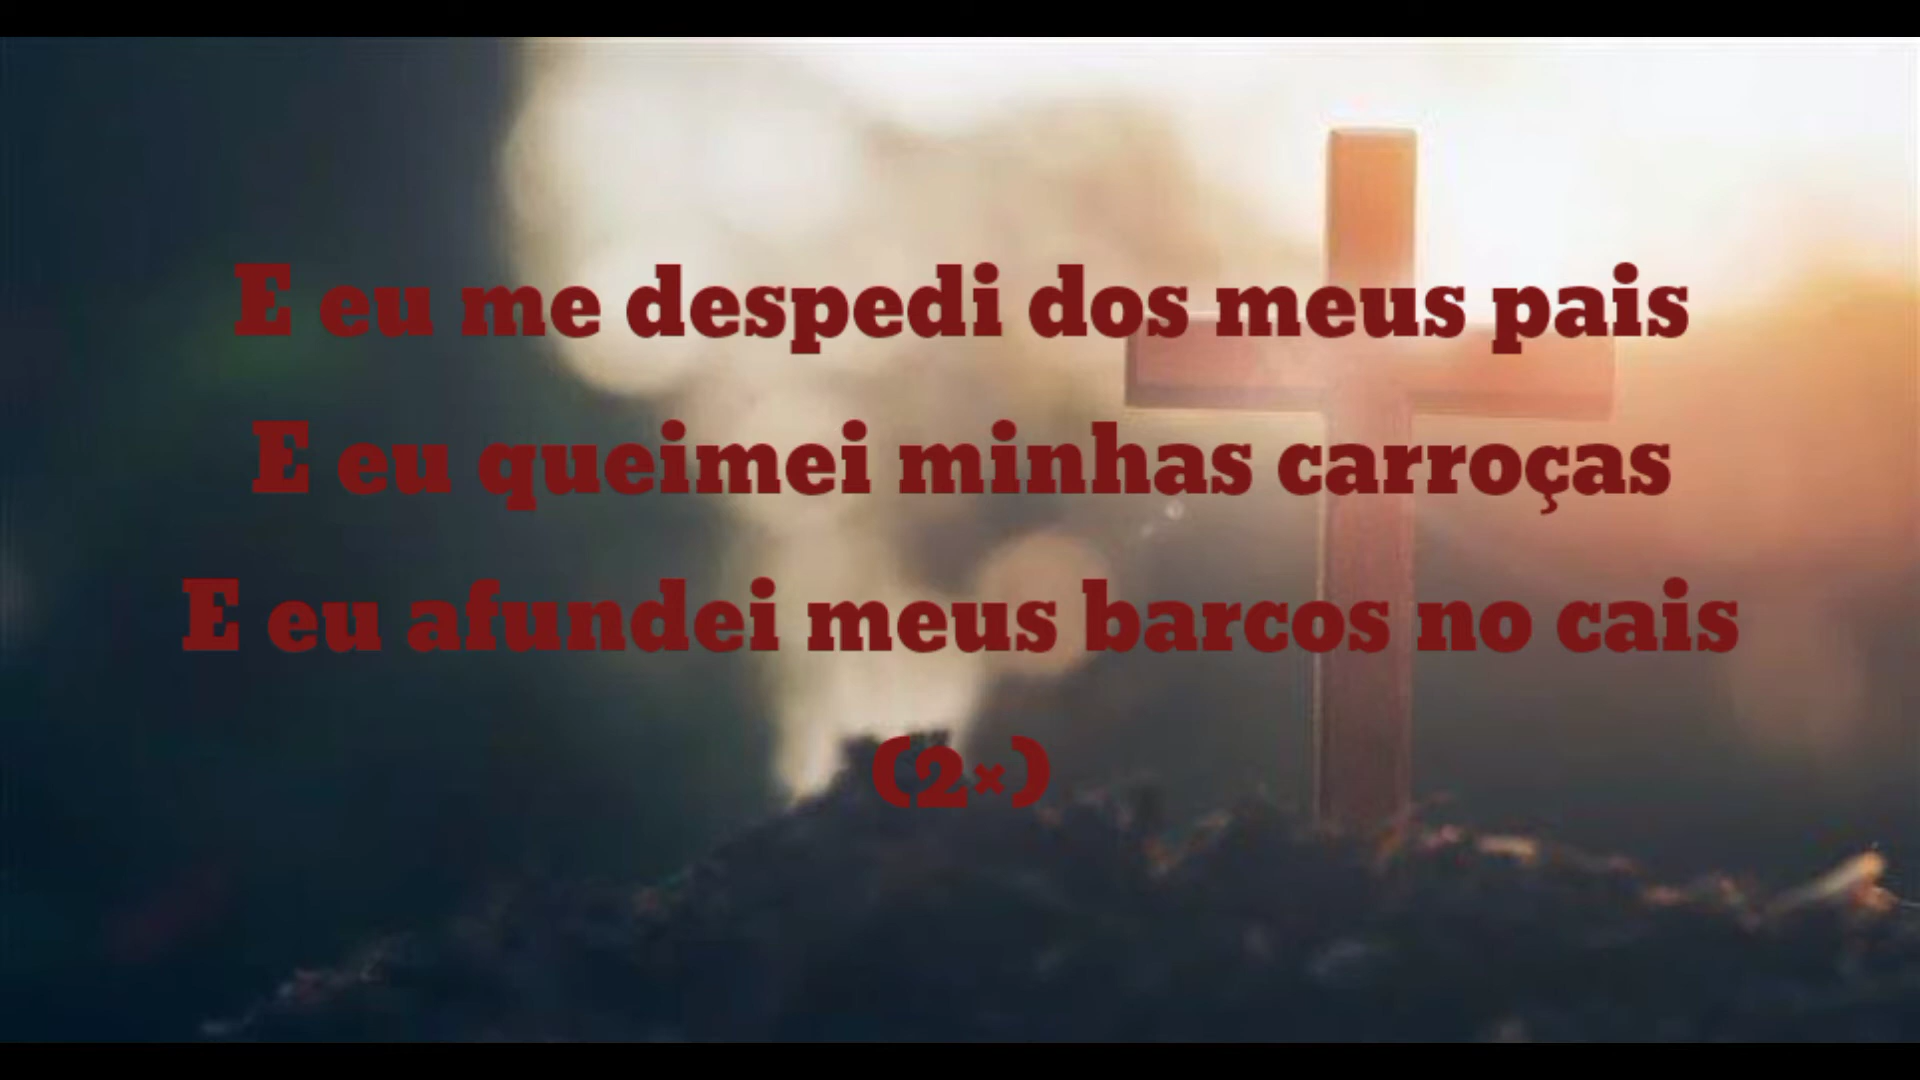 E eu me despedi dos meus pais
E eu queimei minhas carroças
E eu afundei meus barcos no cais
(2×)